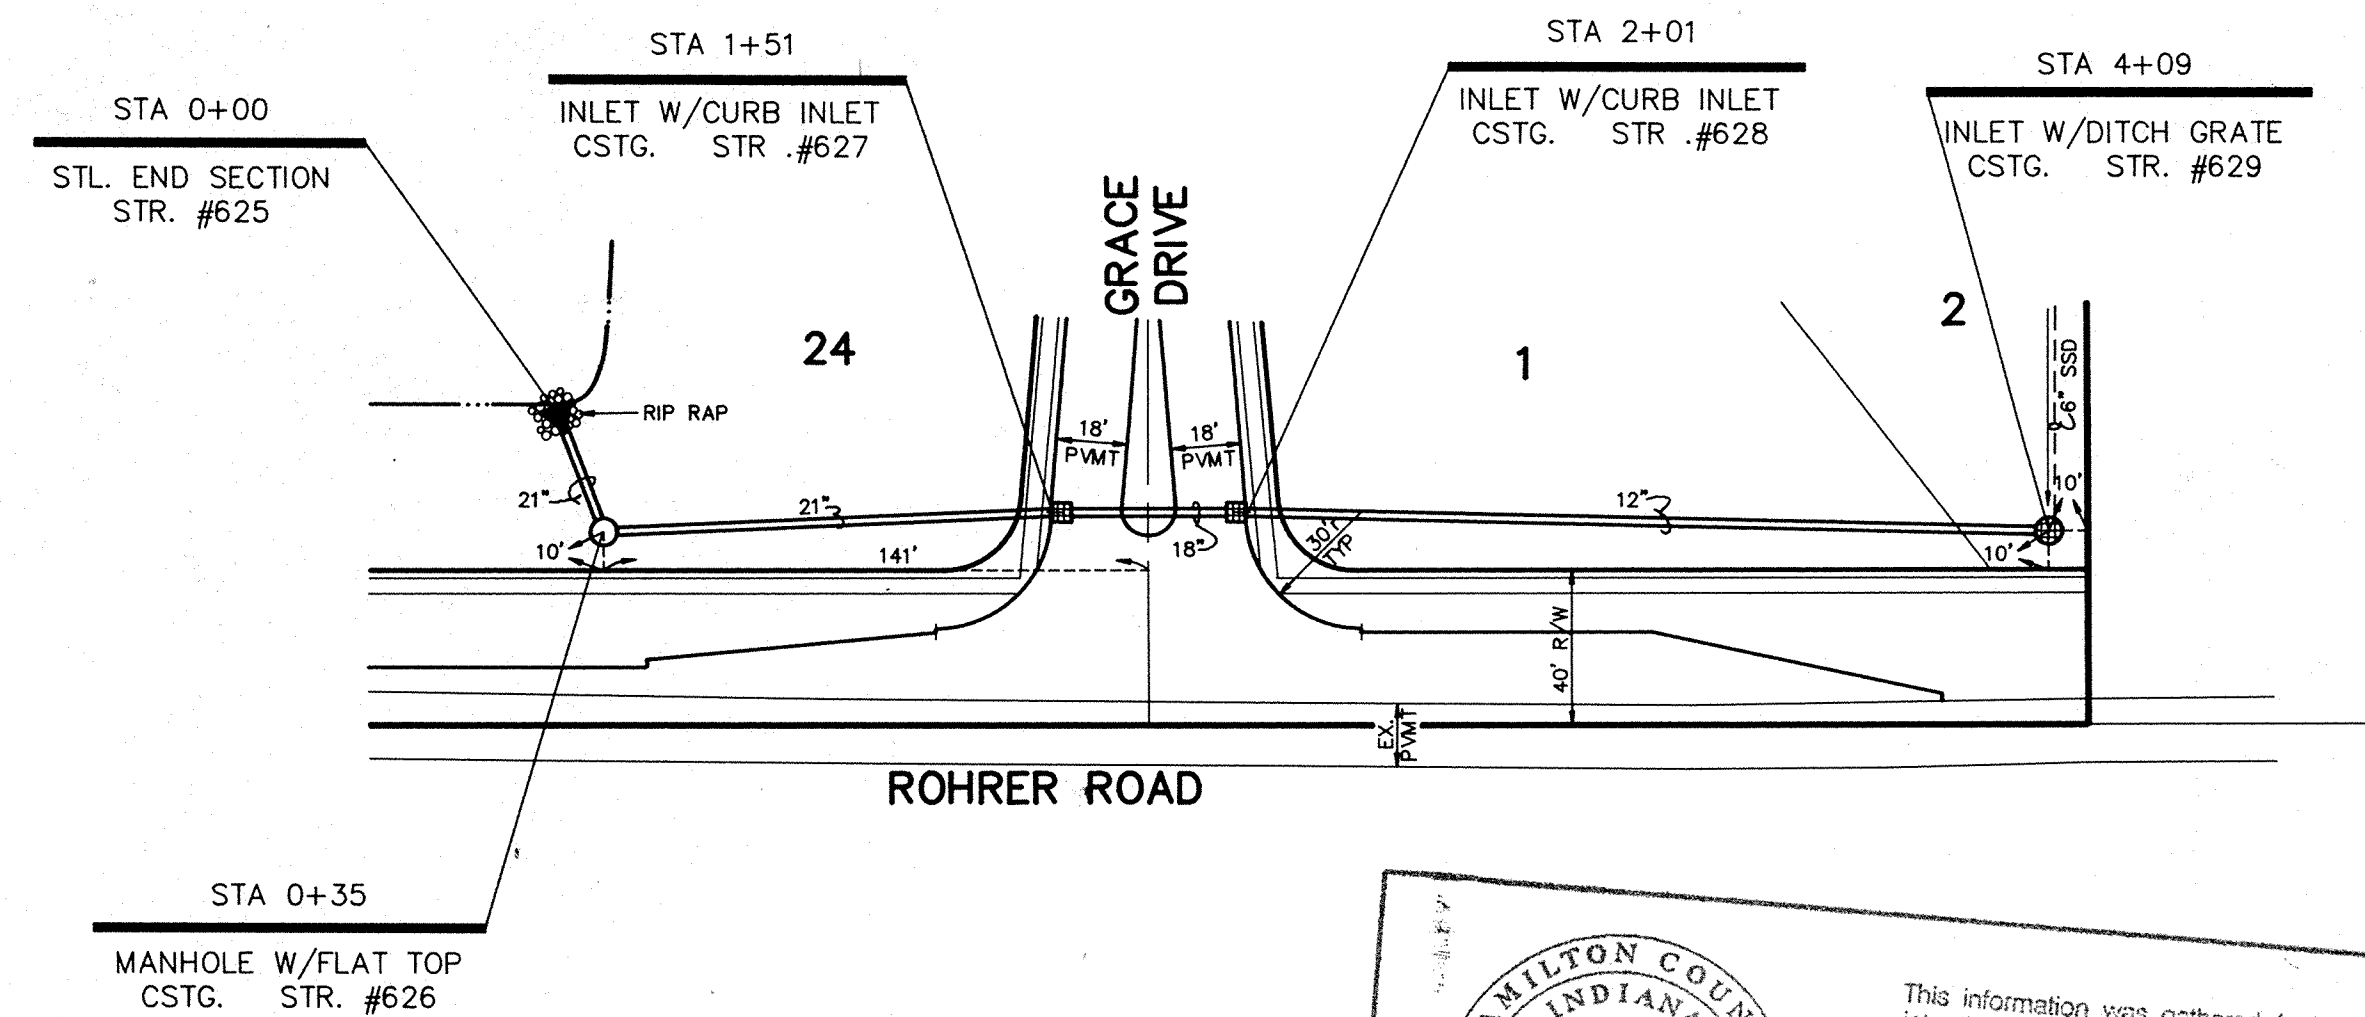 STA 0+00
STL. END SECTION
STR. #625
STA 1+51
INLET W/CURB INLET
CSTG. STR .#627
STA 2+01
INLET W/CURB INLET
CSTG. STR .#628
STA 4+09
INLET W/DITCH GRATE
CSTG. STR. #629
GRACE
DRIVE
24
1
2
RIP RAP
18'
PVMT
18'
PVMT
6" SSD
21"
21"
18"
12"
30'
TYP
10'
10'
10'
141'
40' R/W
EX.
PVMT
ROHRER ROAD
STA 0+35
MANHOLE W/FLAT TOP
CSTG. STR. #626
MILTON COUN
INDIAN
This information was gathered